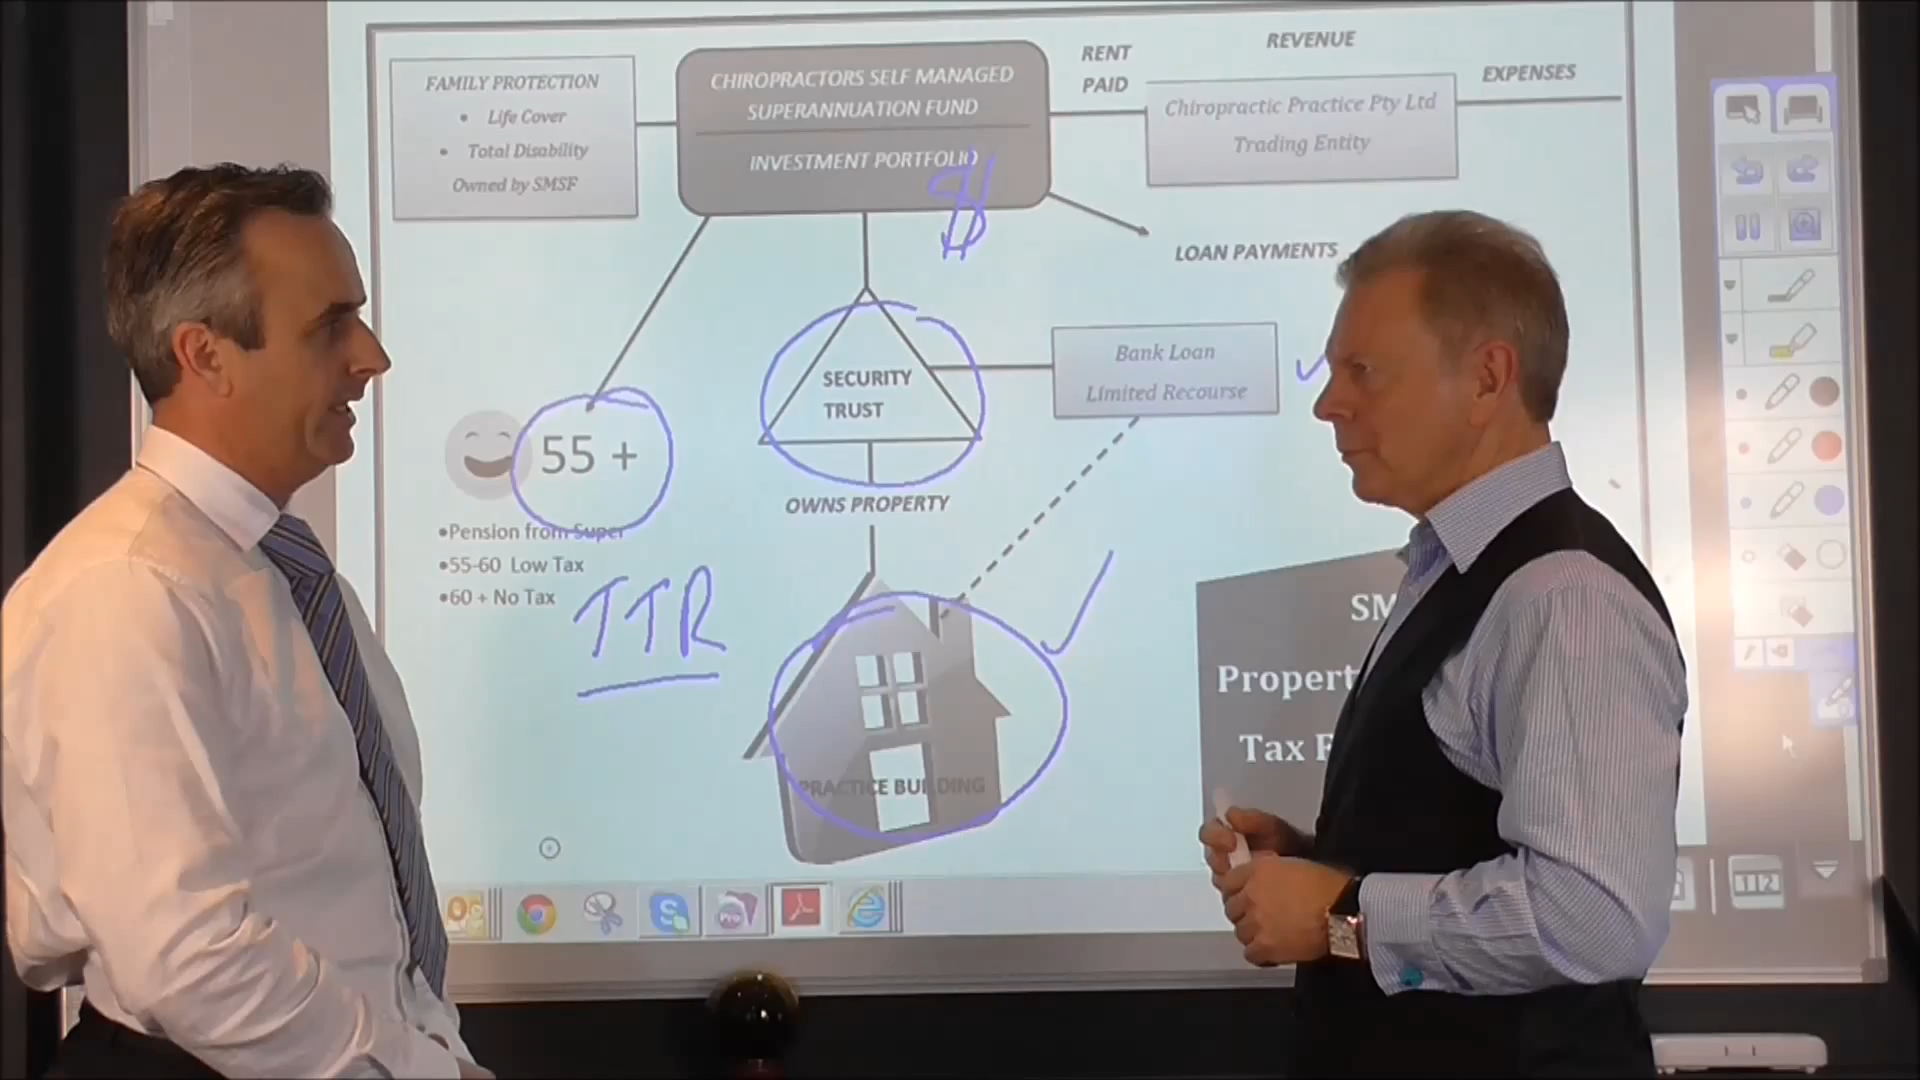 FAMILY PROTECTION
• Life Cover
• Total Disability
Owned by SMSF
CHIROPRACTORS SELF MANAGED
SUPERANNUATION FUND
INVESTMENT PORTFOLIO
$
RENT
PAID
REVENUE
EXPENSES
Chiropractic Practice Pty Ltd
Trading Entity
LOAN PAYMENTS
Bank Loan
Limited Recourse
SECURITY
TRUST
OWNS PROPERTY
55 +
•Pension from Super
•55-60 Low Tax
•60 + No Tax
TTR
PRACTICE BUILDING
SM
Propert
Tax
Pro